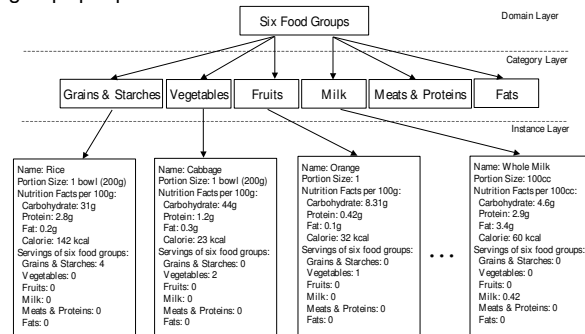 Domain Layer
Six Food Groups
Category Layer
Grains & Starches
Vegetables
Fruits
Milk
Meats & Proteins
Fats
Instance Layer
Name: Rice
Portion Size: 1 bowl (200g)
Nutrition Facts per 100g:
Carbohydrate: 31g
Protein: 2.8g
Fat: 0.2g
Calorie: 142 kcal
Servings of six food groups:
Grains & Starches: 4
Vegetables: 0
Fruits: 0
Milk: 0
Meats & Proteins: 0
Fats: 0
Name: Cabbage
Portion Size: 1 bowl (200g)
Nutrition Facts per 100g:
Carbohydrate: 44g
Protein: 1.2g
Fat: 0.3g
Calorie: 23 kcal
Servings of six food groups:
Grains & Starches: 0
Vegetables: 2
Fruits: 0
Milk: 0
Meats & Proteins: 0
Fats: 0
Name: Orange
Portion Size: 1
Nutrition Facts per 100g:
Carbohydrate: 8.31g
Protein: 0.42g
Fat: 0.1g
Calorie: 32 kcal
Servings of six food groups:
Grains & Starches: 0
Vegetables: 1
Fruits: 0
Milk: 0
Meats & Proteins: 0
Fats: 0
• • •
Name: Whole Milk
Portion Size: 100cc
Nutrition Facts per 100cc:
Carbohydrate: 4.6g
Protein: 2.9g
Fat: 3.4g
Calorie: 60 kcal
Servings of six food groups:
Grains & Starches: 0
Vegetables: 0
Fruits: 0
Milk: 0.42
Meats & Proteins: 0
Fats: 0